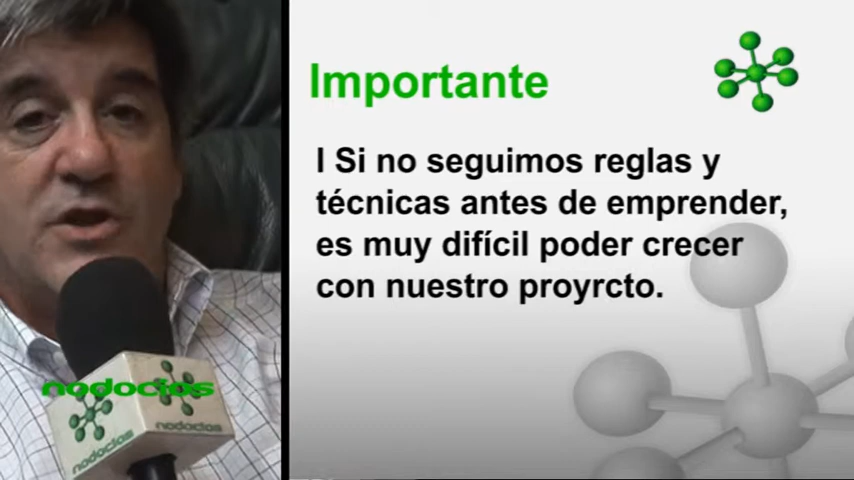 Importante
I Si no seguimos reglas y
técnicas antes de emprender,
es muy difícil poder crecer
con nuestro proyrcto.
nodocios
nodocios
nodocios